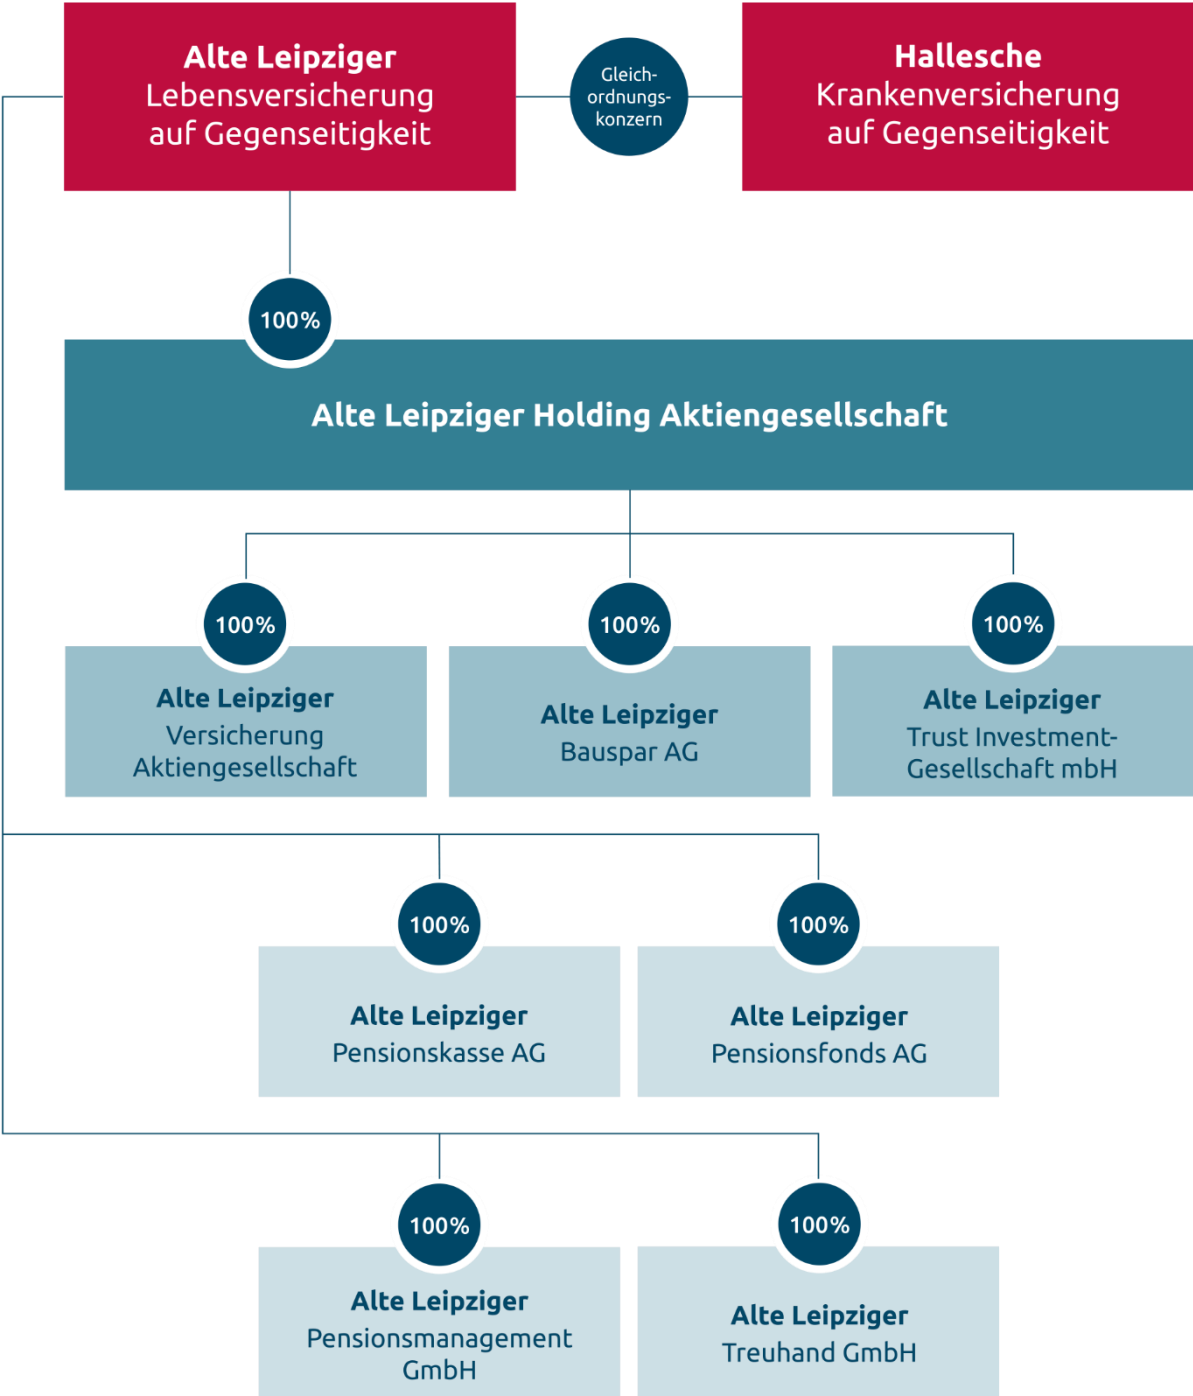 Alte Leipziger
Lebensversicherung
auf Gegenseitigkeit
Gleich-
ordnungs-
konzern
Hallesche
Krankenversicherung
auf Gegenseitigkeit
100%
Alte Leipziger Holding Aktiengesellschaft
100%
Alte Leipziger
Versicherung
Aktiengesellschaft
100%
Alte Leipziger
Bauspar AG
100%
Alte Leipziger
Trust Investment-
Gesellschaft mbH
100%
Alte Leipziger
Pensionskasse AG
100%
Alte Leipziger
Pensionsfonds AG
100%
Alte Leipziger
Pensionsmanagement
GmbH
100%
Alte Leipziger
Treuhand GmbH